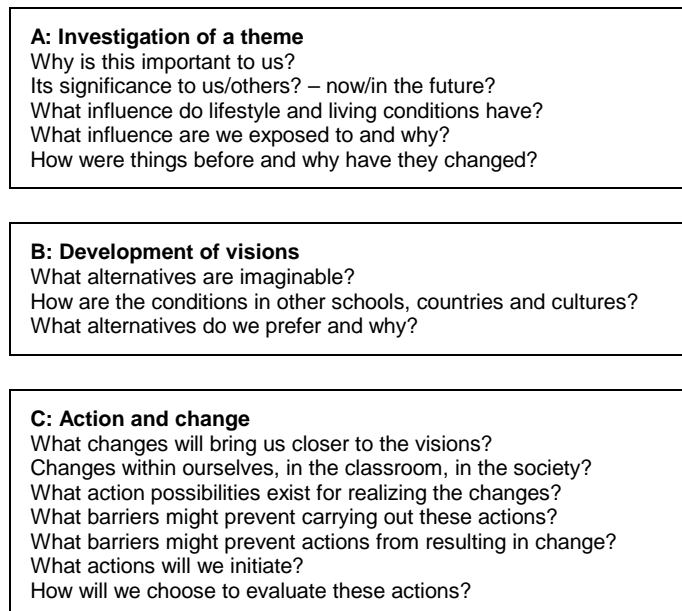 A: Investigation of a theme
Why is this important to us?
Its significance to us/others? – now/in the future?
What influence do lifestyle and living conditions have?
What influence are we exposed to and why?
How were things before and why have they changed?
B: Development of visions
What alternatives are imaginable?
How are the conditions in other schools, countries and cultures?
What alternatives do we prefer and why?
C: Action and change
What changes will bring us closer to the visions?
Changes within ourselves, in the classroom, in the society?
What action possibilities exist for realizing the changes?
What barriers might prevent carrying out these actions?
What barriers might prevent actions from resulting in change?
What actions will we initiate?
How will we choose to evaluate these actions?